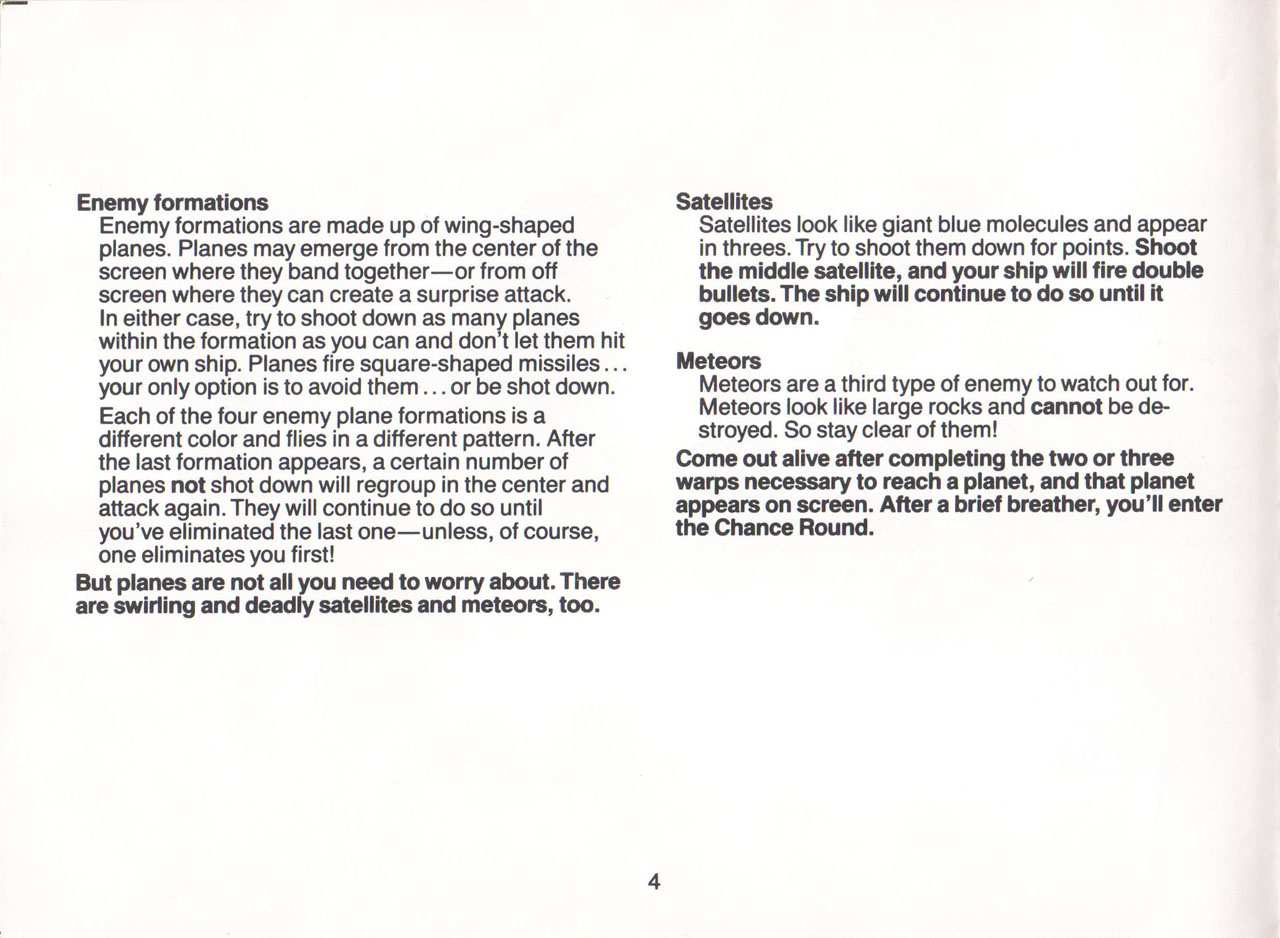 Enemy formations
Enemy formations are made up of wing-shaped
planes. Planes may emerge from the center of the
screen where they band together—or from off
screen where they can create a surprise attack.
In either case, try to shoot down as many planes
within the formation as you can and don't let them hit
your own ship. Planes fire square-shaped missiles...
your only option is to avoid them... or be shot down.
Each of the four enemy plane formations is a
different color and flies in a different pattern. After
the last formation appears, a certain number of
planes not shot down will regroup in the center and
attack again. They will continue to do so until
you've eliminated the last one—unless, of course,
one eliminates you first!
But planes are not all you need to worry about. There
are swirling and deadly satellites and meteors, too.
Satellites
Satellites look like giant blue molecules and appear
in threes. Try to shoot them down for points. Shoot
the middle satellite, and your ship will fire double
bullets. The ship will continue to do so until it
goes down.
Meteors
Meteors are a third type of enemy to watch out for.
Meteors look like large rocks and cannot be de-
stroyed. So stay clear of them!
Come out alive after completing the two or three
warps necessary to reach a planet, and that planet
appears on screen. After a brief breather, you'll enter
the Chance Round.
4